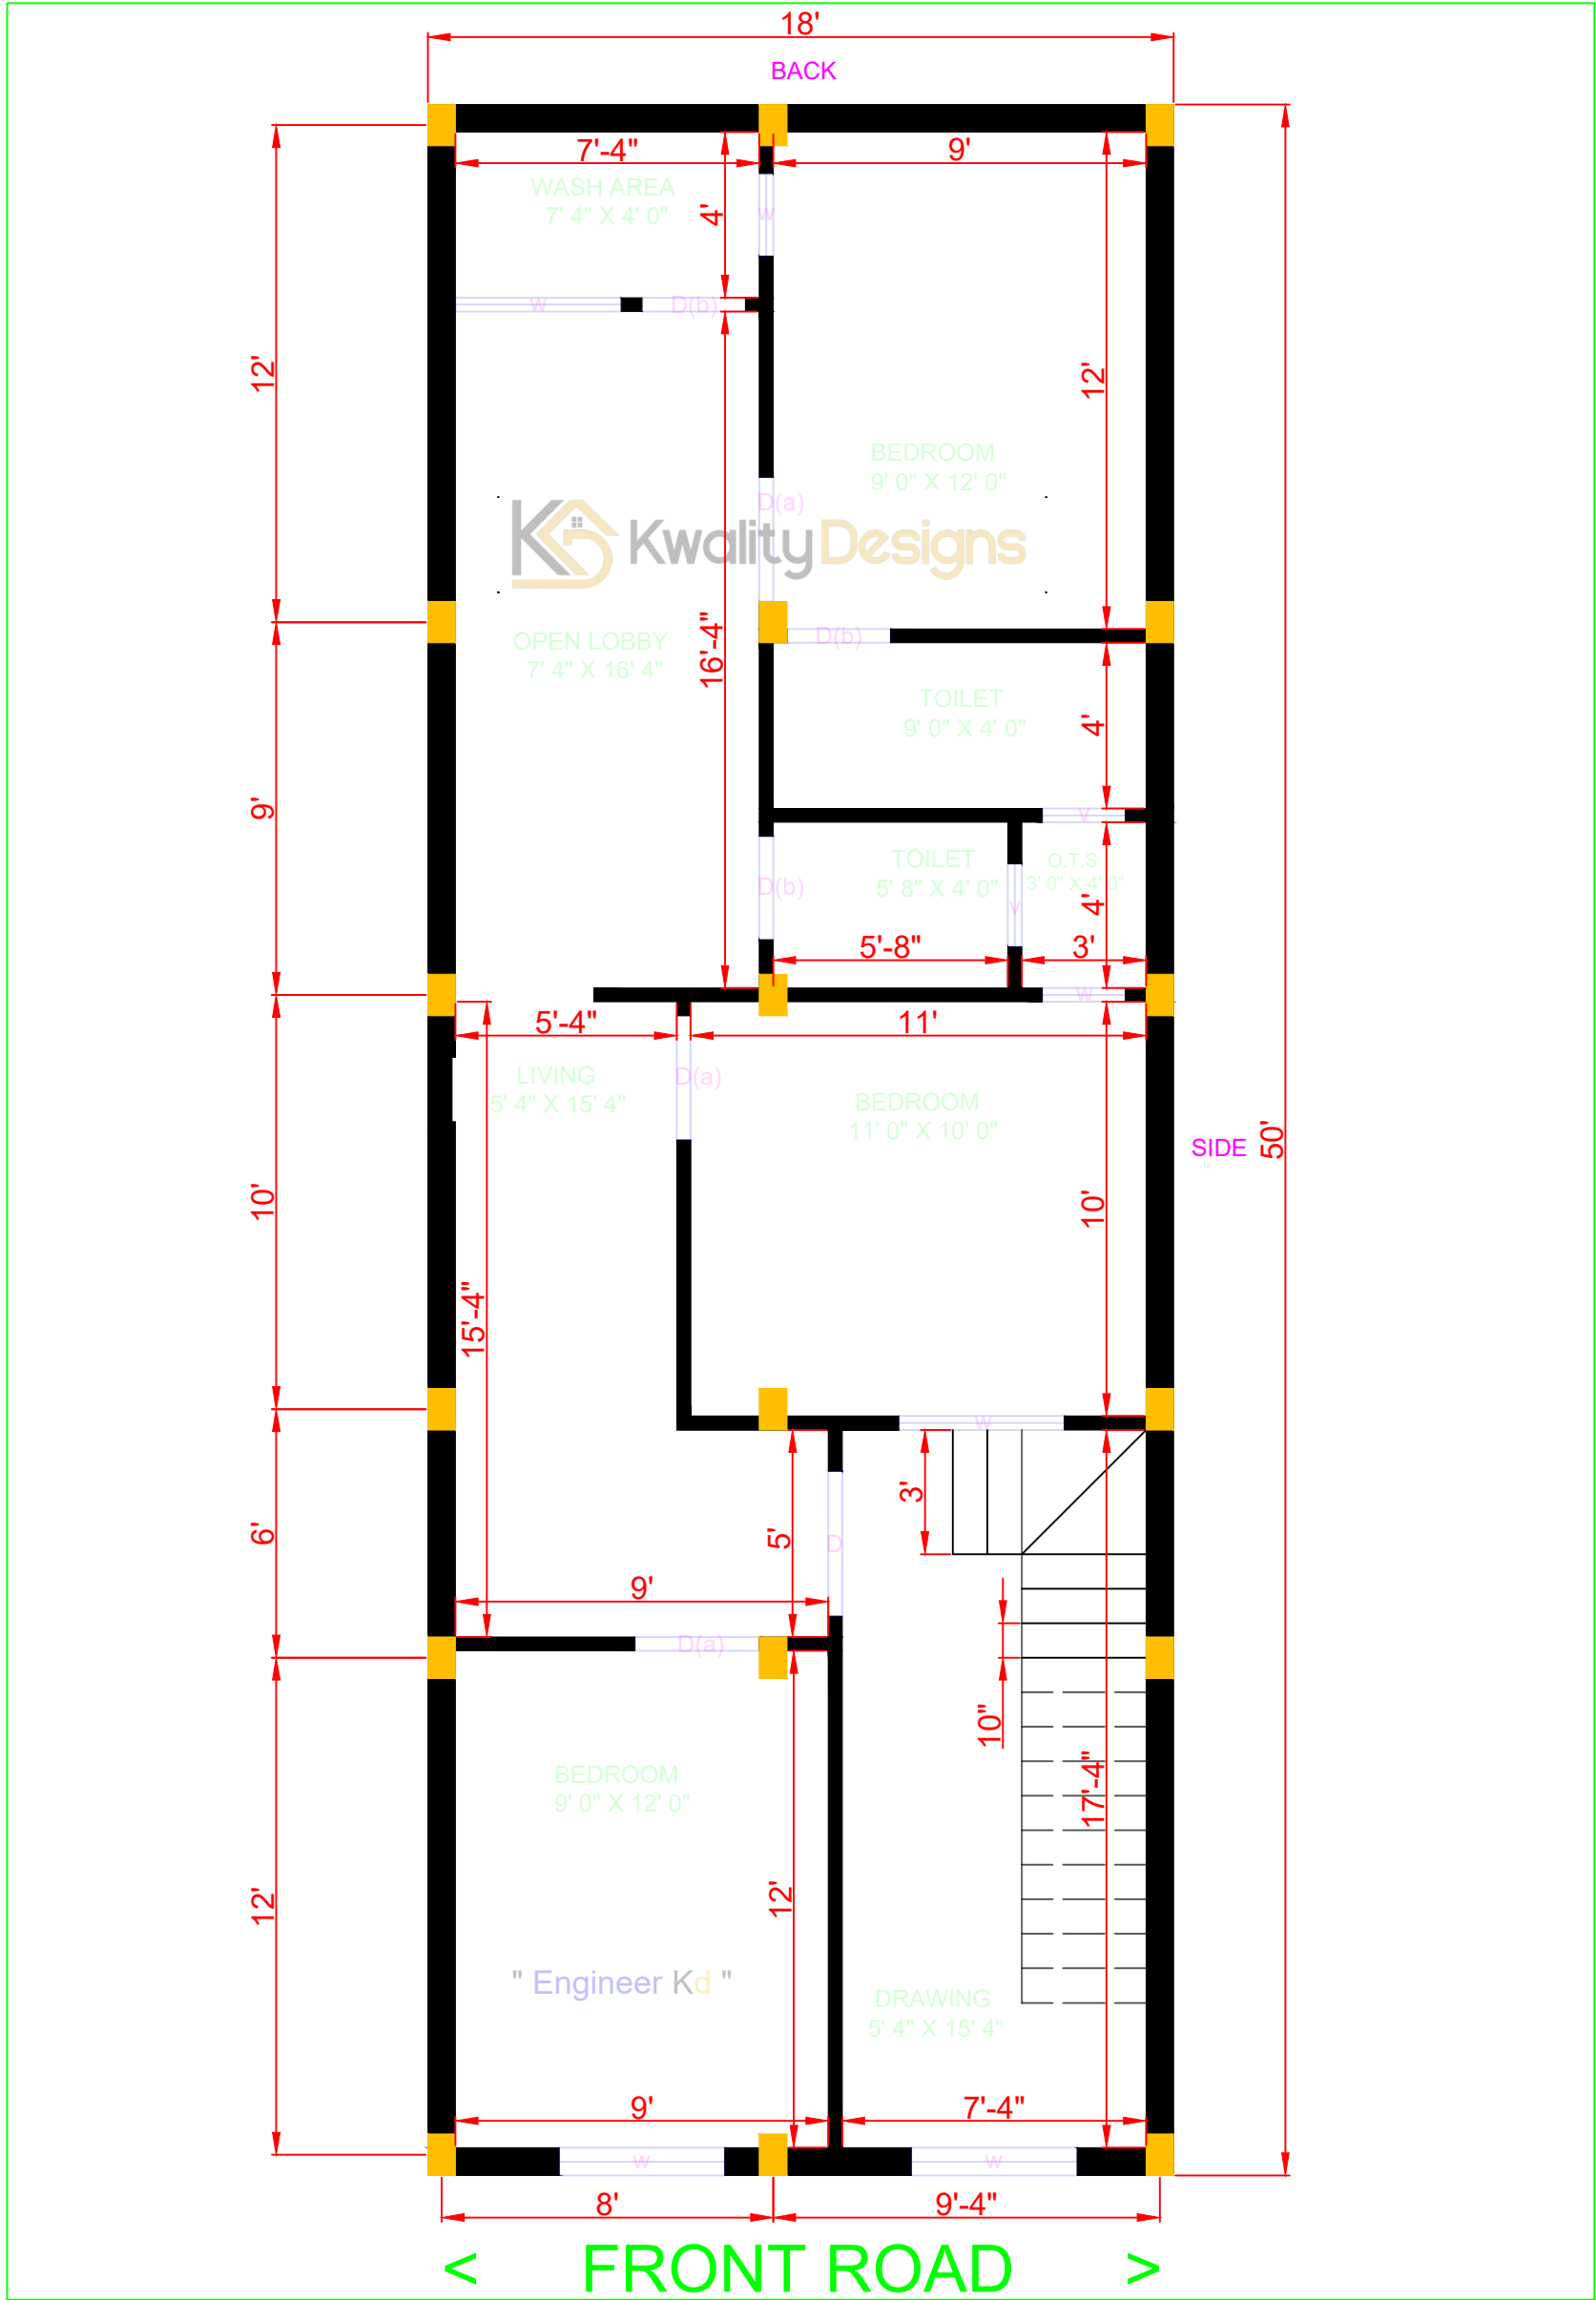 18'
BACK
7'-4"
9'
WASH AREA
7' 4" X 4' 0"
4'
W
W
D(b)
12'
12'
BEDROOM
9' 0" X 12' 0"
D(a)
Kwality Designs
OPEN LOBBY
7' 4" X 16' 4"
16'-4"
D(b)
TOILET
9' 0" X 4' 0"
4'
9'
V
TOILET
5' 8" X 4' 0"
O.T.S
3' 0" X 4' 0"
D(b)
V
4'
5'-8"
3'
W
5'-4"
11'
LIVING
5' 4" X 15' 4"
D(a)
BEDROOM
11' 0" X 10' 0"
SIDE
50'
10'
10'
15'-4"
W
3'
6'
5'
D
9'
D(a)
10"
BEDROOM
9' 0" X 12' 0"
17'-4"
12'
12'
" Engineer Kd "
DRAWING
5' 4" X 15' 4"
9'
7'-4"
W
W
8'
9'-4"
< FRONT ROAD >